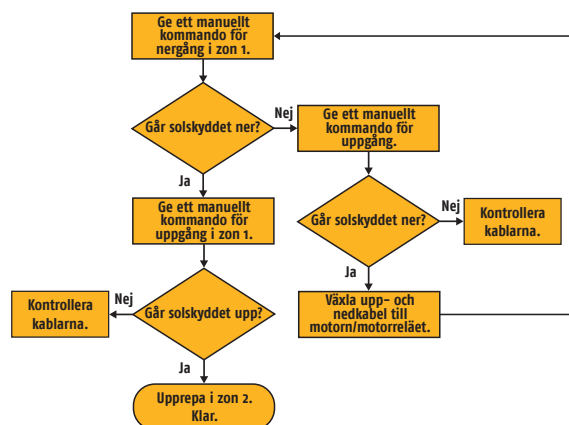 Ge ett manuellt
kommando för
nergång i zon 1.
Går solskyddet ner?
Nej
Ge ett manuellt
kommando för
uppgång.
Ja
Ge ett manuellt
kommando för
uppgång i zon 1.
Går solskyddet ner?
Nej
Kontrollera
kablarna.
Ja
Växla upp- och
nedkabel till
motorn/motorreläet.
Går solskyddet upp?
Nej
Kontrollera
kablarna.
Ja
Upprepa i zon 2.
Klar.